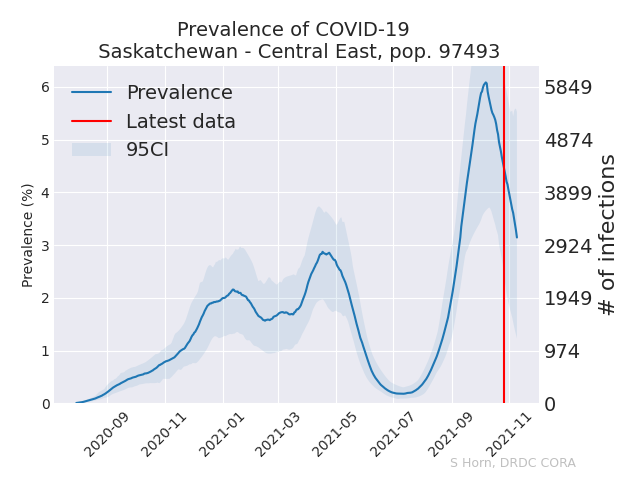 Prevalence of COVID-19
Saskatchewan - Central East, pop. 97493
Prevalence
Latest data
95CI
Prevalence (%)
6
5
4
3
2
1
0
5849
4874
3899
2924
1949
974
0
# of infections
2020-09
2020-11
2021-01
2021-03
2021-05
2021-07
2021-09
2021-11
S Horn, DRDC CORA